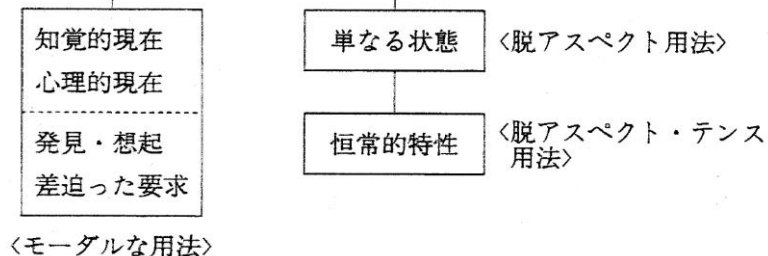 知覚的現在
心理的現在
発見・想起
差迫った要求
〈モーダルな用法〉
単なる状態
〈脱アスペクト用法〉
恒常的特性
〈脱アスペクト・テンス
用法〉